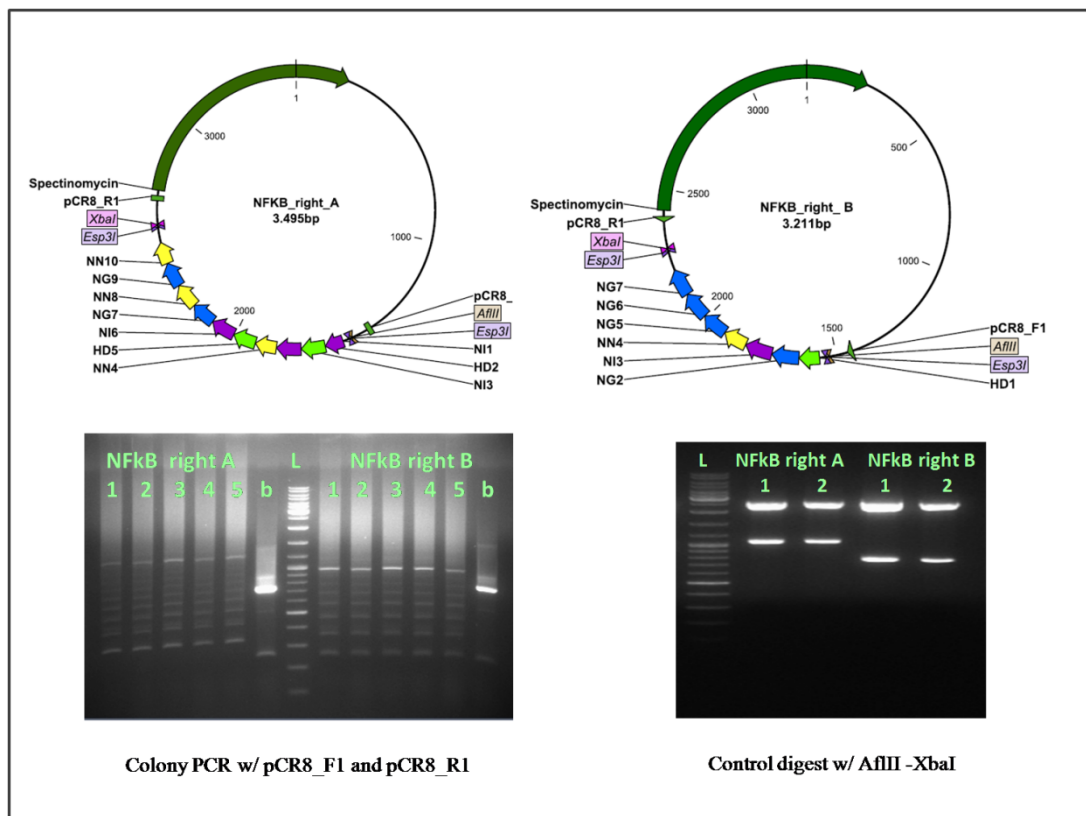 1
3000
Spectinomycin
pCR8_R1
XbaI
Esp3I
NFKB_right_A
3.495bp
1000
NN10
NG9
NN8
NG7
NI6
HD5
NN4
2000
pCR8_
AflII
Esp3I
NI1
HD2
NI3
1
3000
500
2500
Spectinomycin
pCR8_R1
XbaI
Esp3I
NFKB_right_ B
3.211bp
1000
NG7
NG6
NG5
NN4
NI3
NG2
2000
1500
pCR8_F1
AflII
Esp3I
HD1
NFkB right A L NFkB right B
1 2 3 4 5 b 1 2 3 4 5 b
L NFkB right A NFkB right B
1 2 1 2
Colony PCR w/ pCR8_F1 and pCR8_R1
Control digest w/ AflII -XbaI